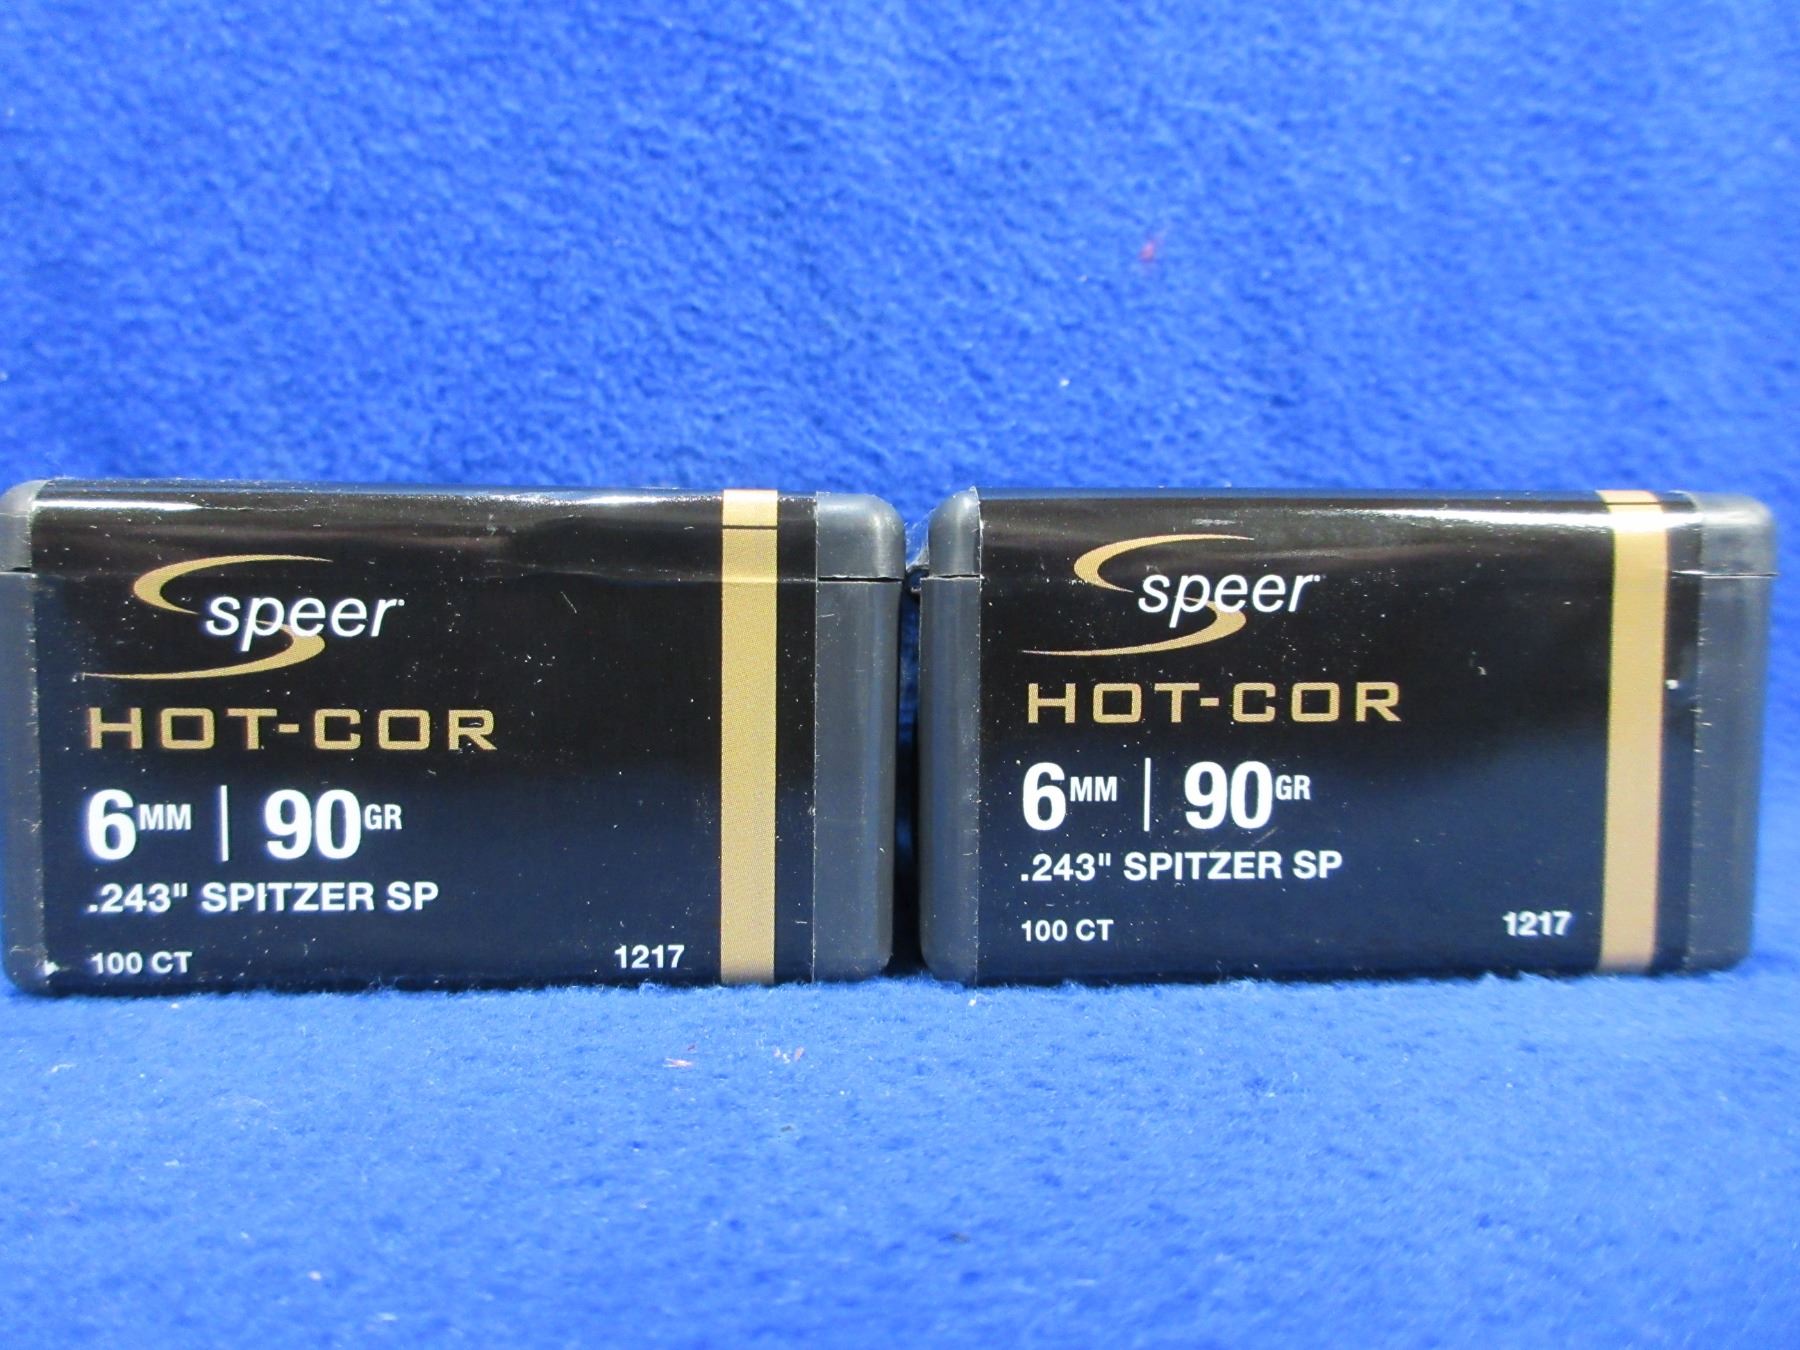 speer
HOT-COR
6MM | 90GR
.243" SPITZER SP
100 CT
1217
speer
HOT-COR
6MM | 90GR
.243" SPITZER SP
100 CT
1217